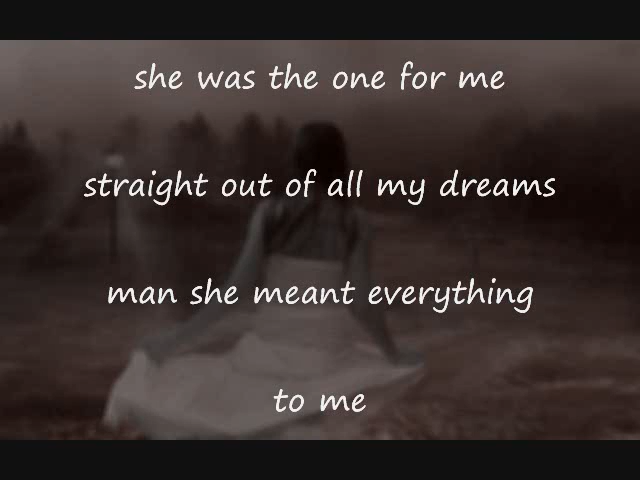 she was the one for me
straight out of all my dreams
man she meant everything
to me